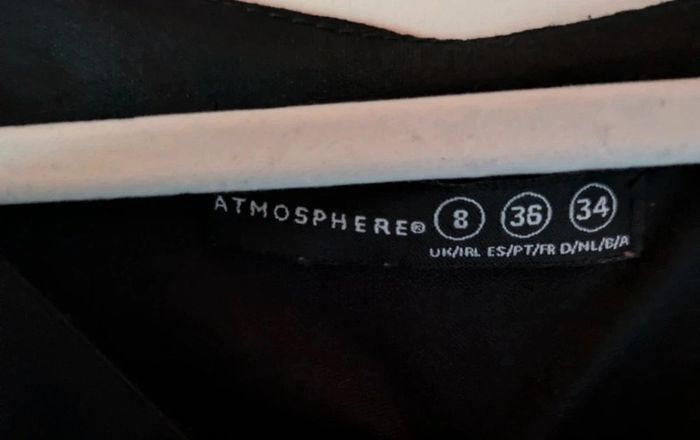 ATMOSPHERE® 8 36 34
UK/IRL ES/PT/FR D/NL/B/A